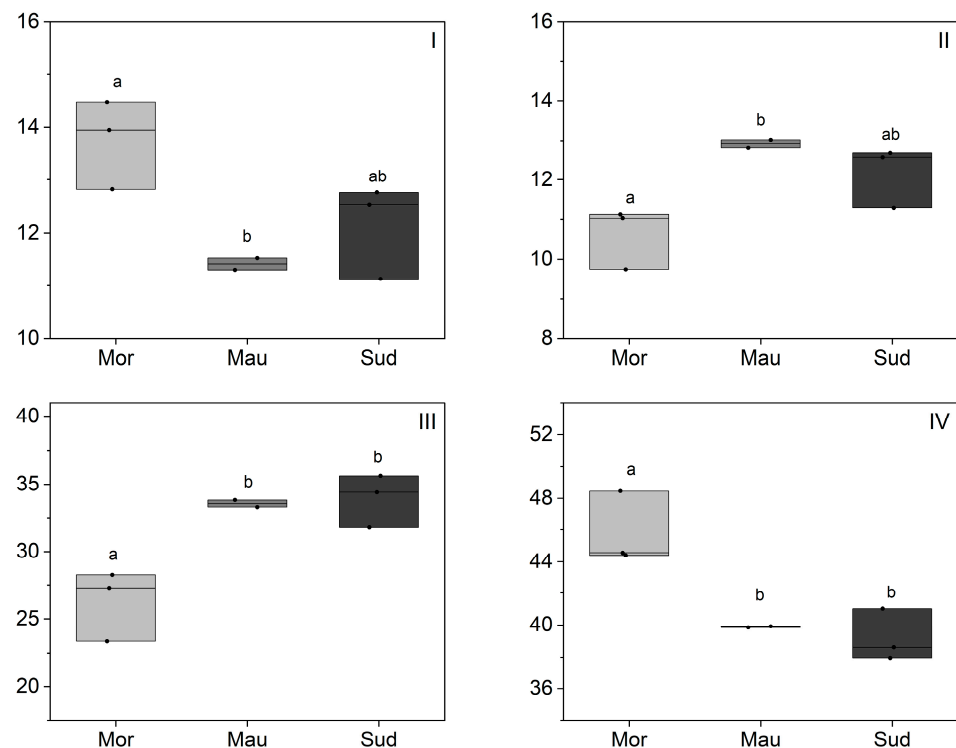 16
14
12
10
I
a
b
ab
Mor Mau Sud
16
14
12
10
8
II
a
b
ab
Mor Mau Sud
40
35
30
25
20
III
a
b
b
Mor Mau Sud
52
48
44
40
36
IV
a
b
b
Mor Mau Sud